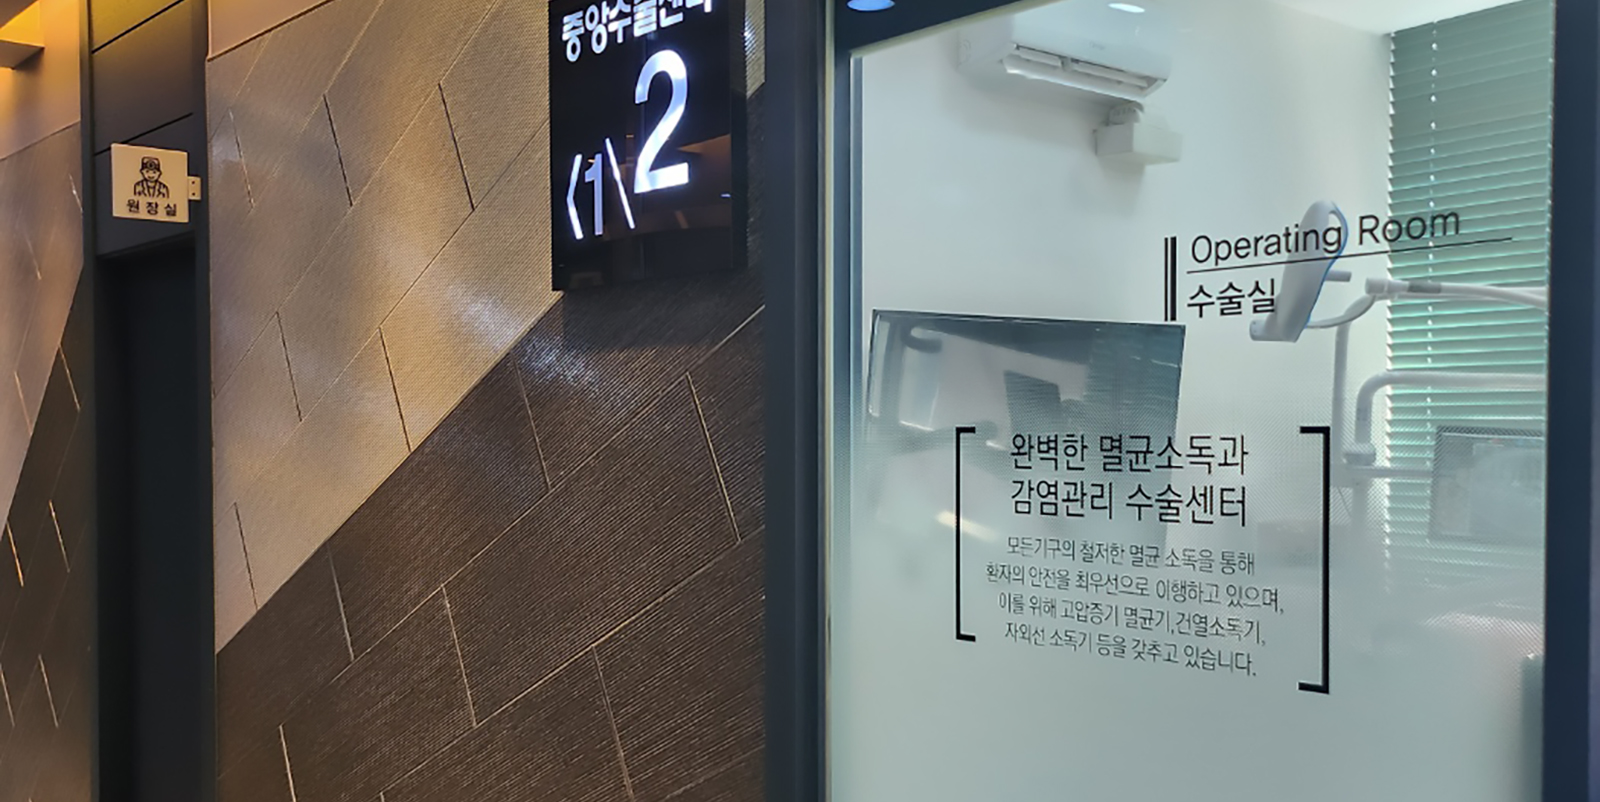 원장실
중앙수술센터
2
〈1\
Operating Room
수술실
완벽한 멸균소독과
감염관리 수술센터
모든기구의 철저한 멸균 소독을 통해
환자의 안전을 최우선으로 이행하고 있으며,
이를 위해 고압증기 멸균기,건열소독기,
자외선 소독기 등을 갖추고 있습니다.